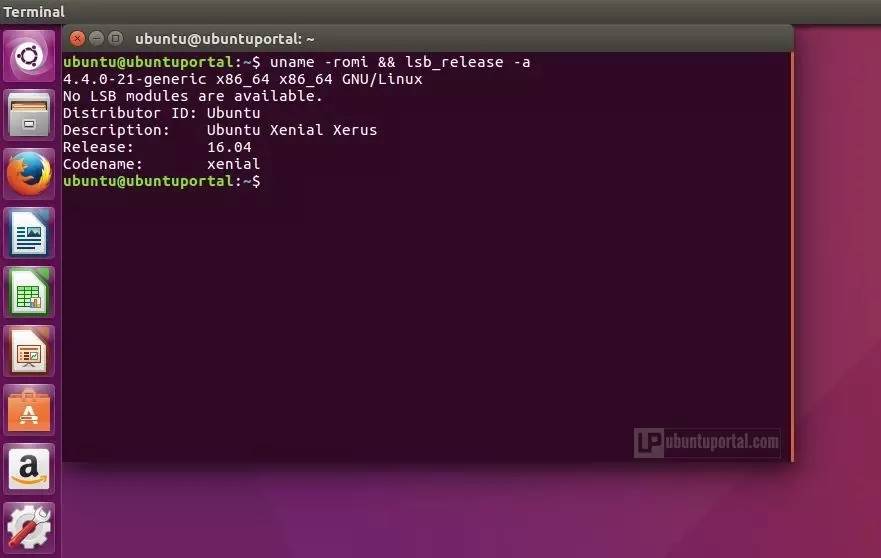 Terminal
ubuntu@ubuntuportal: ~
ubuntu@ubuntuportal:~$ uname -romi && lsb_release -a
4.4.0-21-generic x86_64 x86_64 GNU/Linux
No LSB modules are available.
Distributor ID: Ubuntu
Description:    Ubuntu Xenial Xerus
Release:        16.04
Codename:       xenial
ubuntu@ubuntuportal:~$
UP ubuntuportal.com